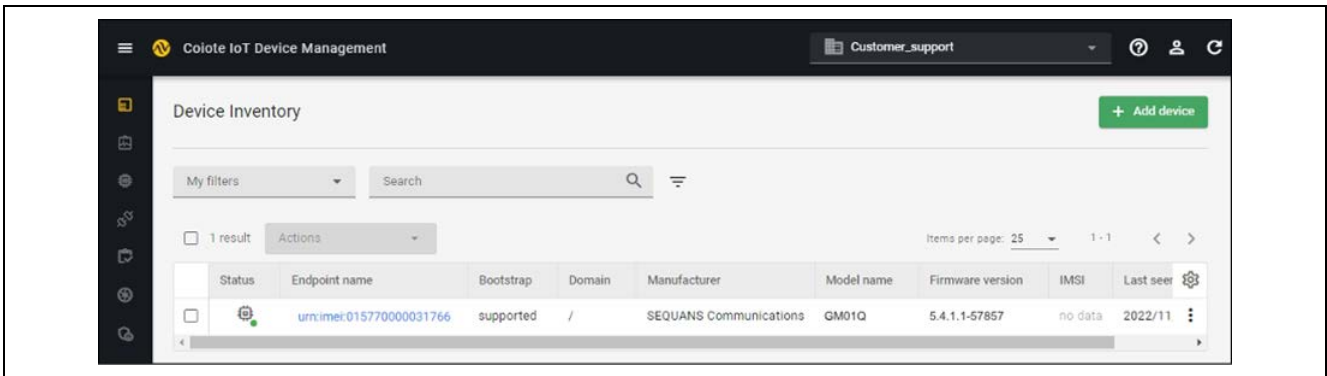 Coiote IoT Device Management
Customer_support
Device Inventory
+ Add device
My filters
Search
1 result
Actions
Items per page: 25
1 - 1
Status Endpoint name Bootstrap Domain Manufacturer Model name Firmware version IMSI Last seen
urn:imei:015770000031766 supported / SEQUANS Communications GM01Q 5.4.1.1-57857 no data 2022/11